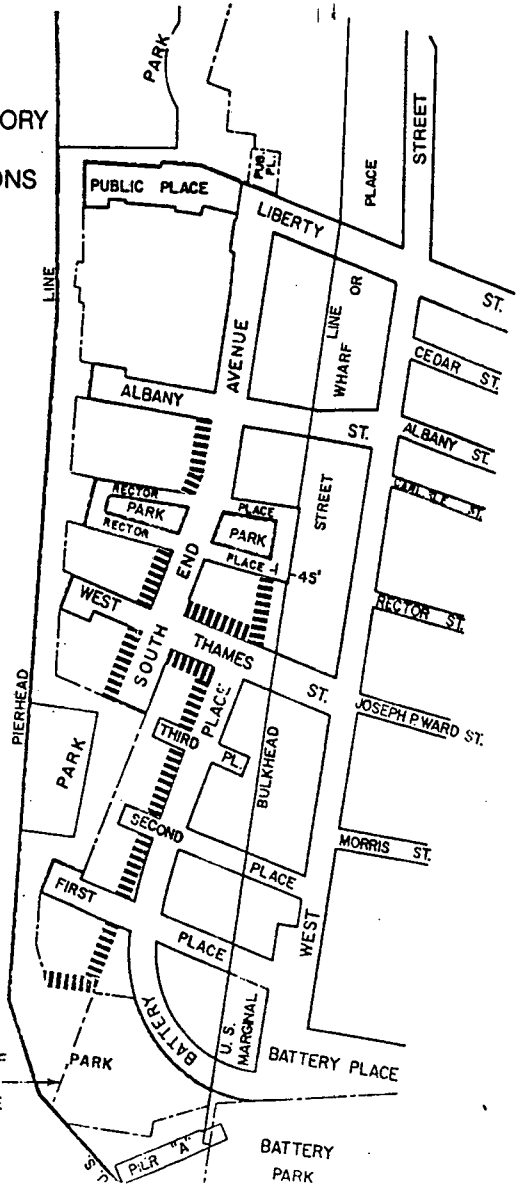 PARK
ORY
ONS
STREET
PUB. PL.
PUBLIC PLACE
PLACE
LIBERTY
ST.
LINE
AVENUE
LINE OR
WHARF
CEDAR ST.
ALBANY
ST.
ALBANY ST.
CARLISLE ST.
RECTOR
PLACE
STREET
PARK
RECTOR
PARK
PLACE
45'
END
WEST
RECTOR ST.
SOUTH
THAMES
ST.
JOSEPH P. WARD ST.
PIERHEAD
PLACE
THIRD
PL.
BULKHEAD
PARK
SECOND
MORRIS ST.
PLACE
FIRST
WEST
PLACE
BATTERY
U.S.
MARGINAL
F
PARK
BATTERY PLACE
E
U.S.
PIER "A"
BATTERY
PARK